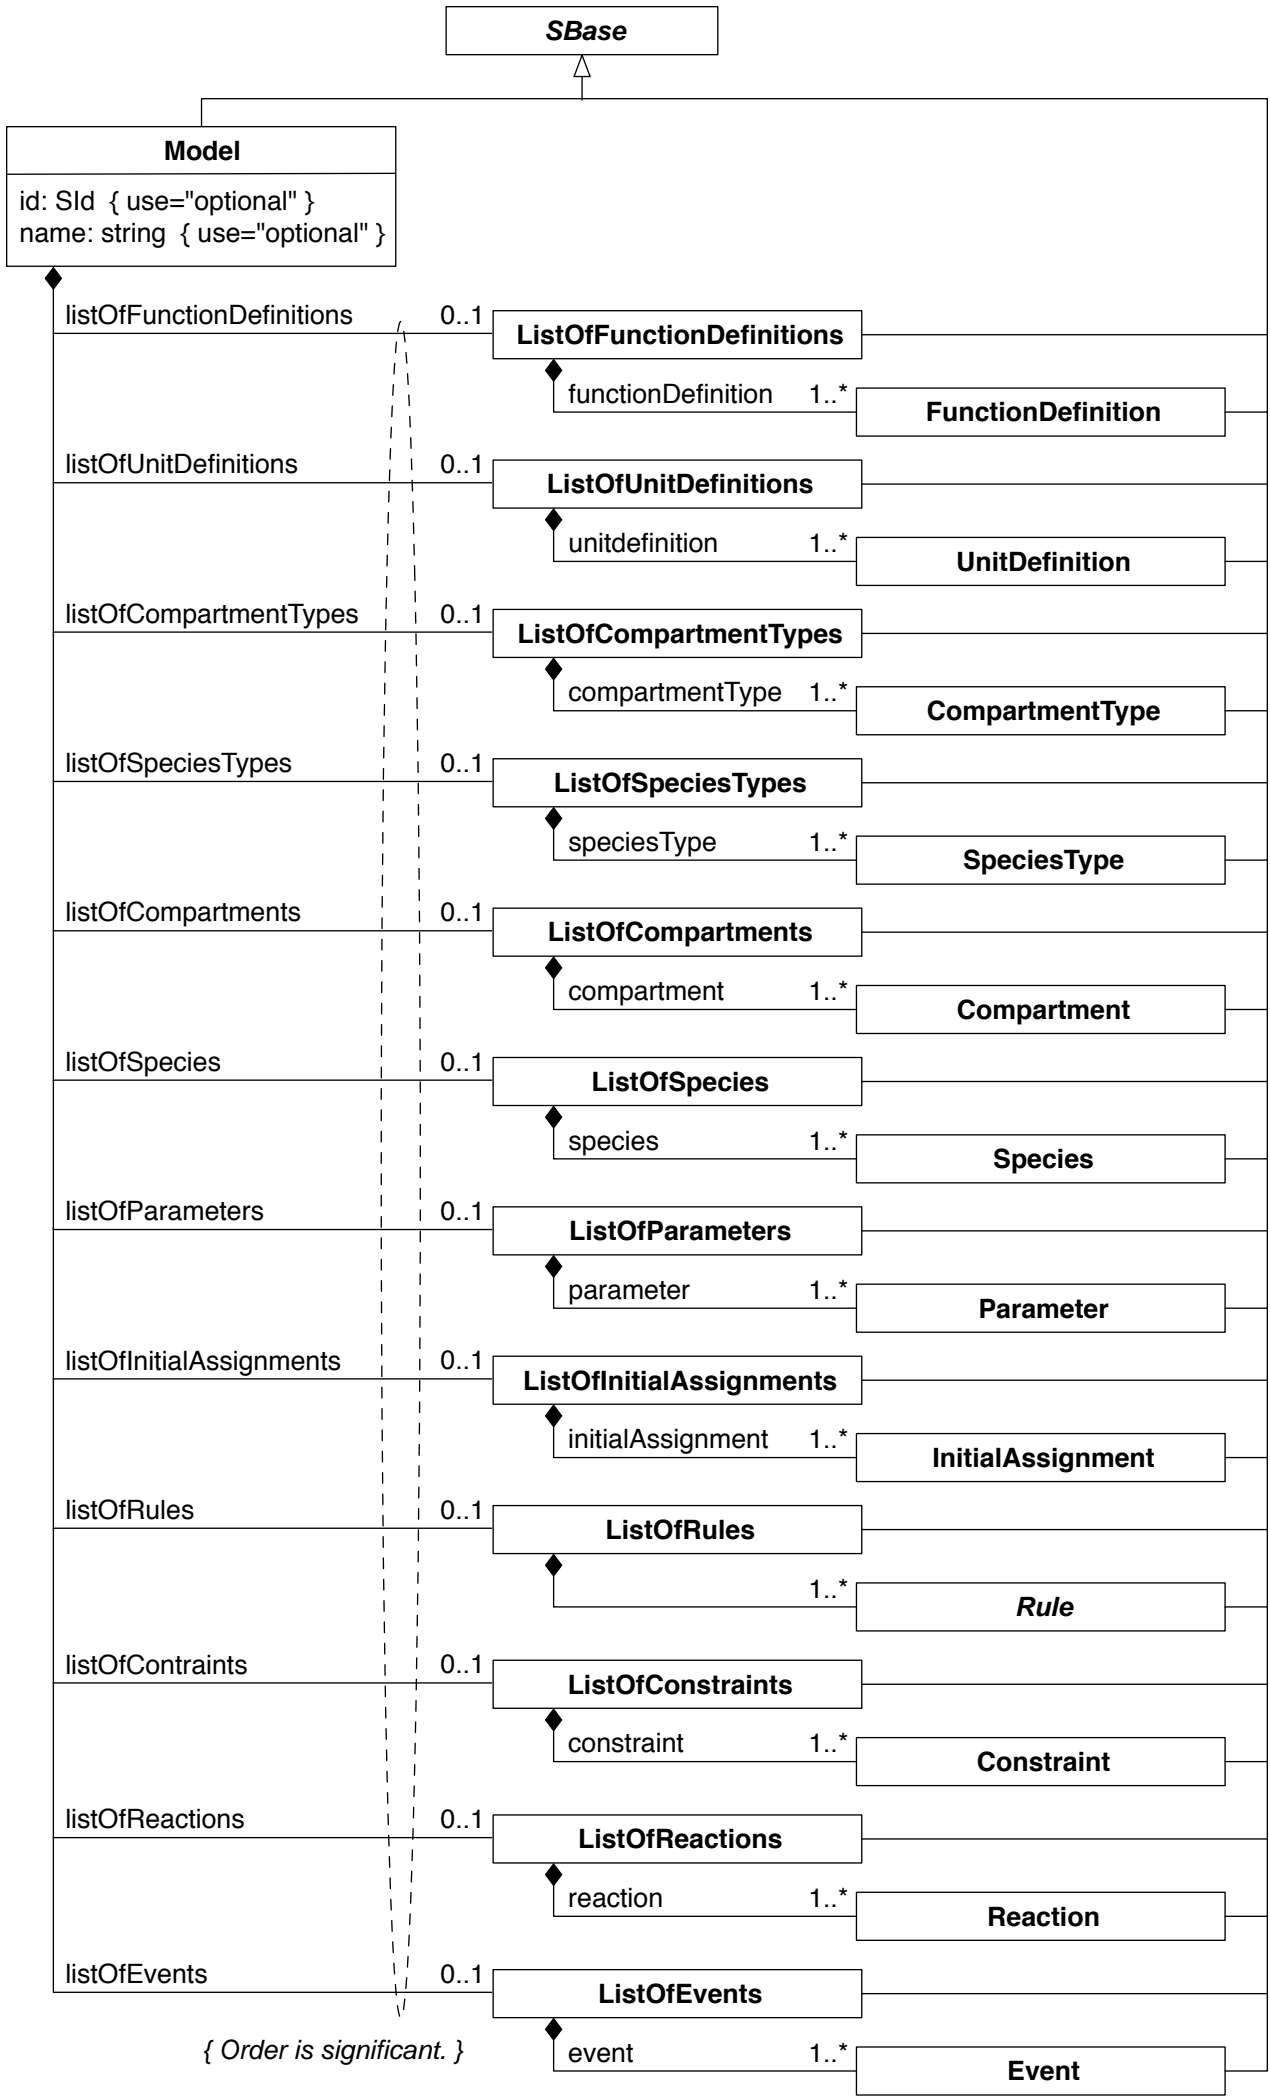 SBase
Model
id: SId { use="optional" }
name: string { use="optional" }
listOfFunctionDefinitions 0..1
ListOfFunctionDefinitions
functionDefinition 1..*
FunctionDefinition
listOfUnitDefinitions 0..1
ListOfUnitDefinitions
unitdefinition 1..*
UnitDefinition
listOfCompartmentTypes 0..1
ListOfCompartmentTypes
compartmentType 1..*
CompartmentType
listOfSpeciesTypes 0..1
ListOfSpeciesTypes
speciesType 1..*
SpeciesType
listOfCompartments 0..1
ListOfCompartments
compartment 1..*
Compartment
listOfSpecies 0..1
ListOfSpecies
species 1..*
Species
listOfParameters 0..1
ListOfParameters
parameter 1..*
Parameter
listOfInitialAssignments 0..1
ListOfInitialAssignments
initialAssignment 1..*
InitialAssignment
listOfRules 0..1
ListOfRules
1..*
Rule
listOfContraints 0..1
ListOfConstraints
constraint 1..*
Constraint
listOfReactions 0..1
ListOfReactions
reaction 1..*
Reaction
listOfEvents 0..1
ListOfEvents
{ Order is significant. }
event 1..*
Event